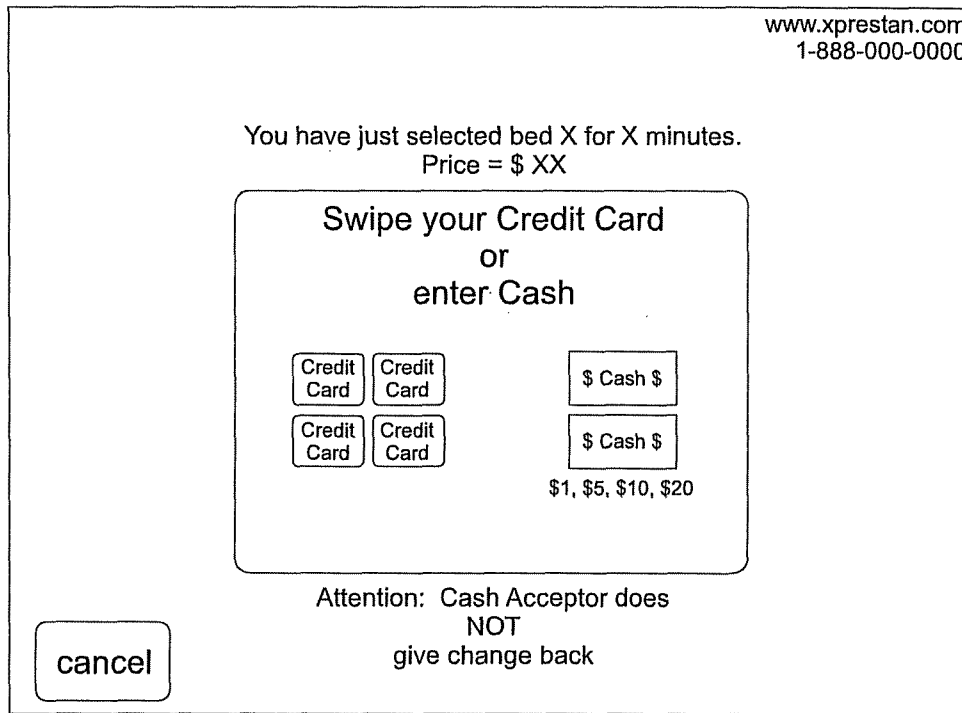 www.xprestan.com
1-888-000-0000
You have just selected bed X for X minutes.
Price = $ XX
Swipe your Credit Card
or
enter Cash
Credit Card
Credit Card
$ Cash $
Credit Card
Credit Card
$ Cash $
$1, $5, $10, $20
Attention: Cash Acceptor does
NOT
give change back
cancel